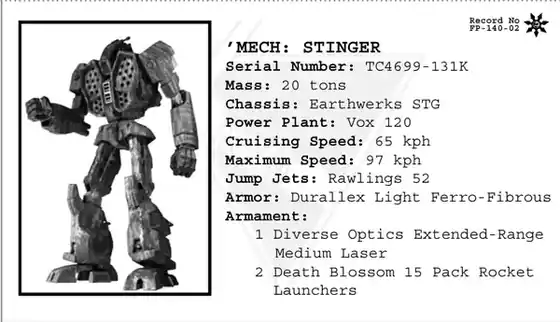 Record No
FP-140-02
'MECH: STINGER
Serial Number: TC4699-131K
Mass: 20 tons
Chassis: Earthwerks STG
Power Plant: Vox 120
Cruising Speed: 65 kph
Maximum Speed: 97 kph
Jump Jets: Rawlings 52
Armor: Durallex Light Ferro-Fibrous
Armament:
1 Diverse Optics Extended-Range
Medium Laser
2 Death Blossom 15 Pack Rocket
Launchers